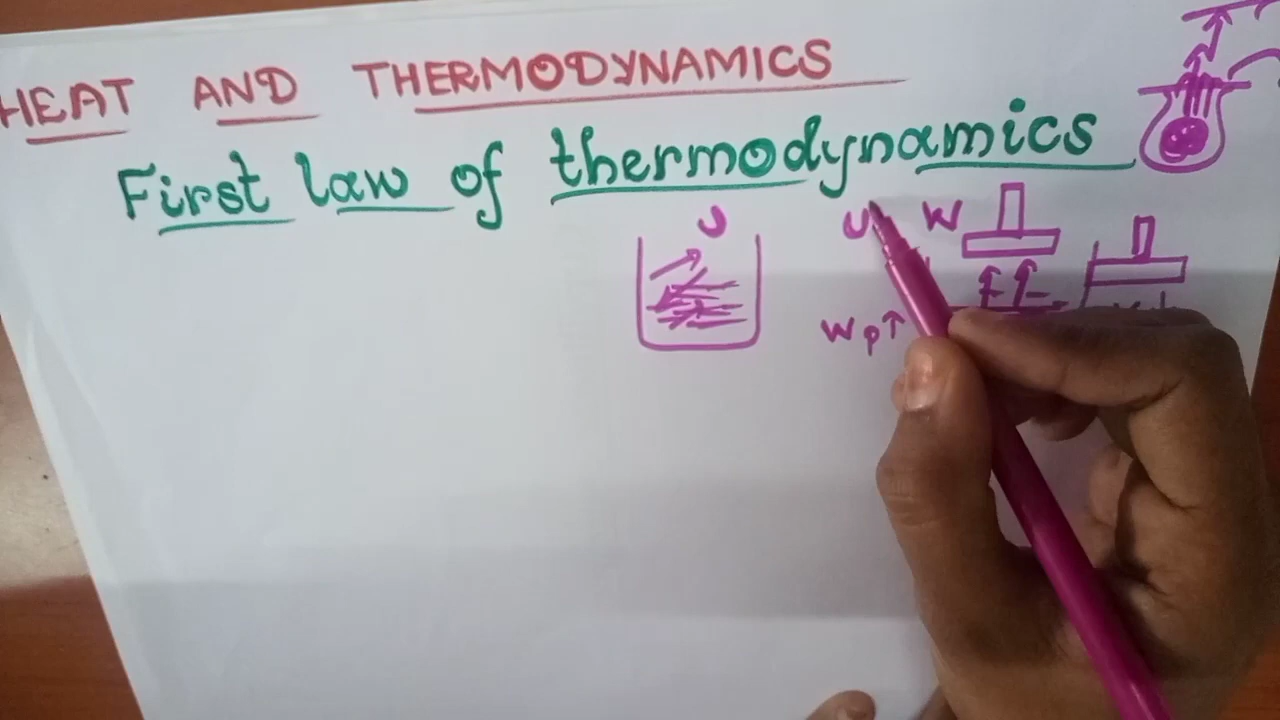 HEAT AND THERMODYNAMICS
First law of thermodynamics
U U W
Wp↑